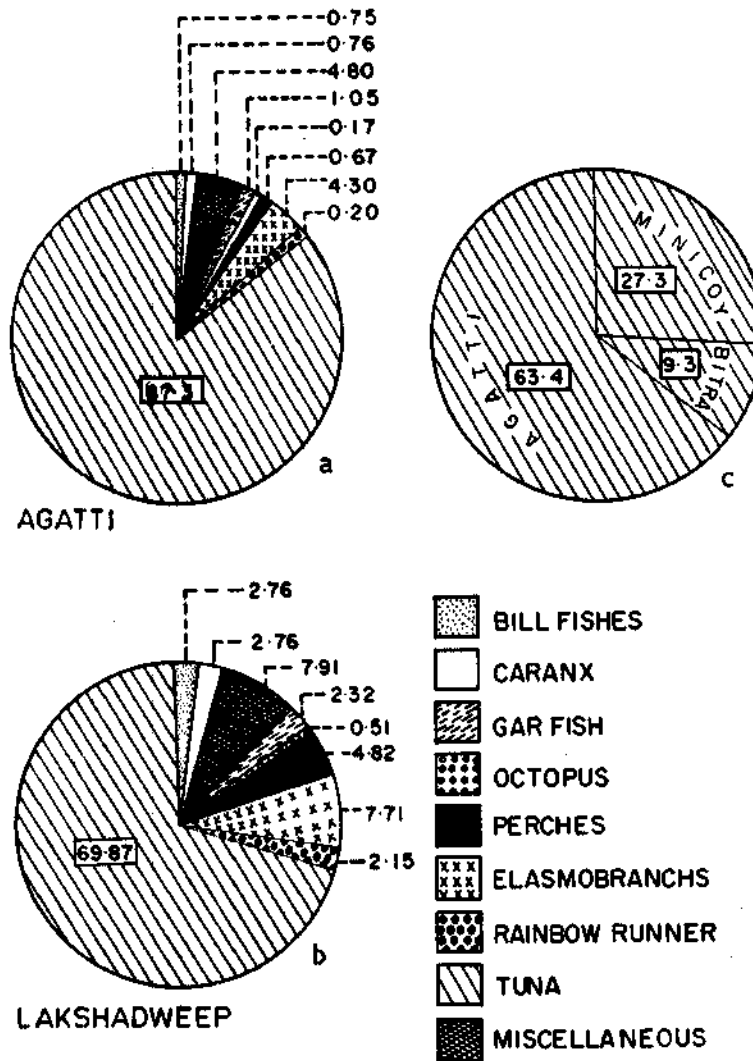 0·75
0·76
4·80
1·05
0·17
0·67
4·30
0·20
87·3
a
AGATTI
MINICOY
27·3
BITRA
9·3
AGATTI
63·4
c
2·76
2·76
7·91
2·32
0·51
4·82
7·71
2·15
69·87
b
LAKSHADWEEP
BILL FISHES
CARANX
GAR FISH
OCTOPUS
PERCHES
ELASMOBRANCHS
RAINBOW RUNNER
TUNA
MISCELLANEOUS